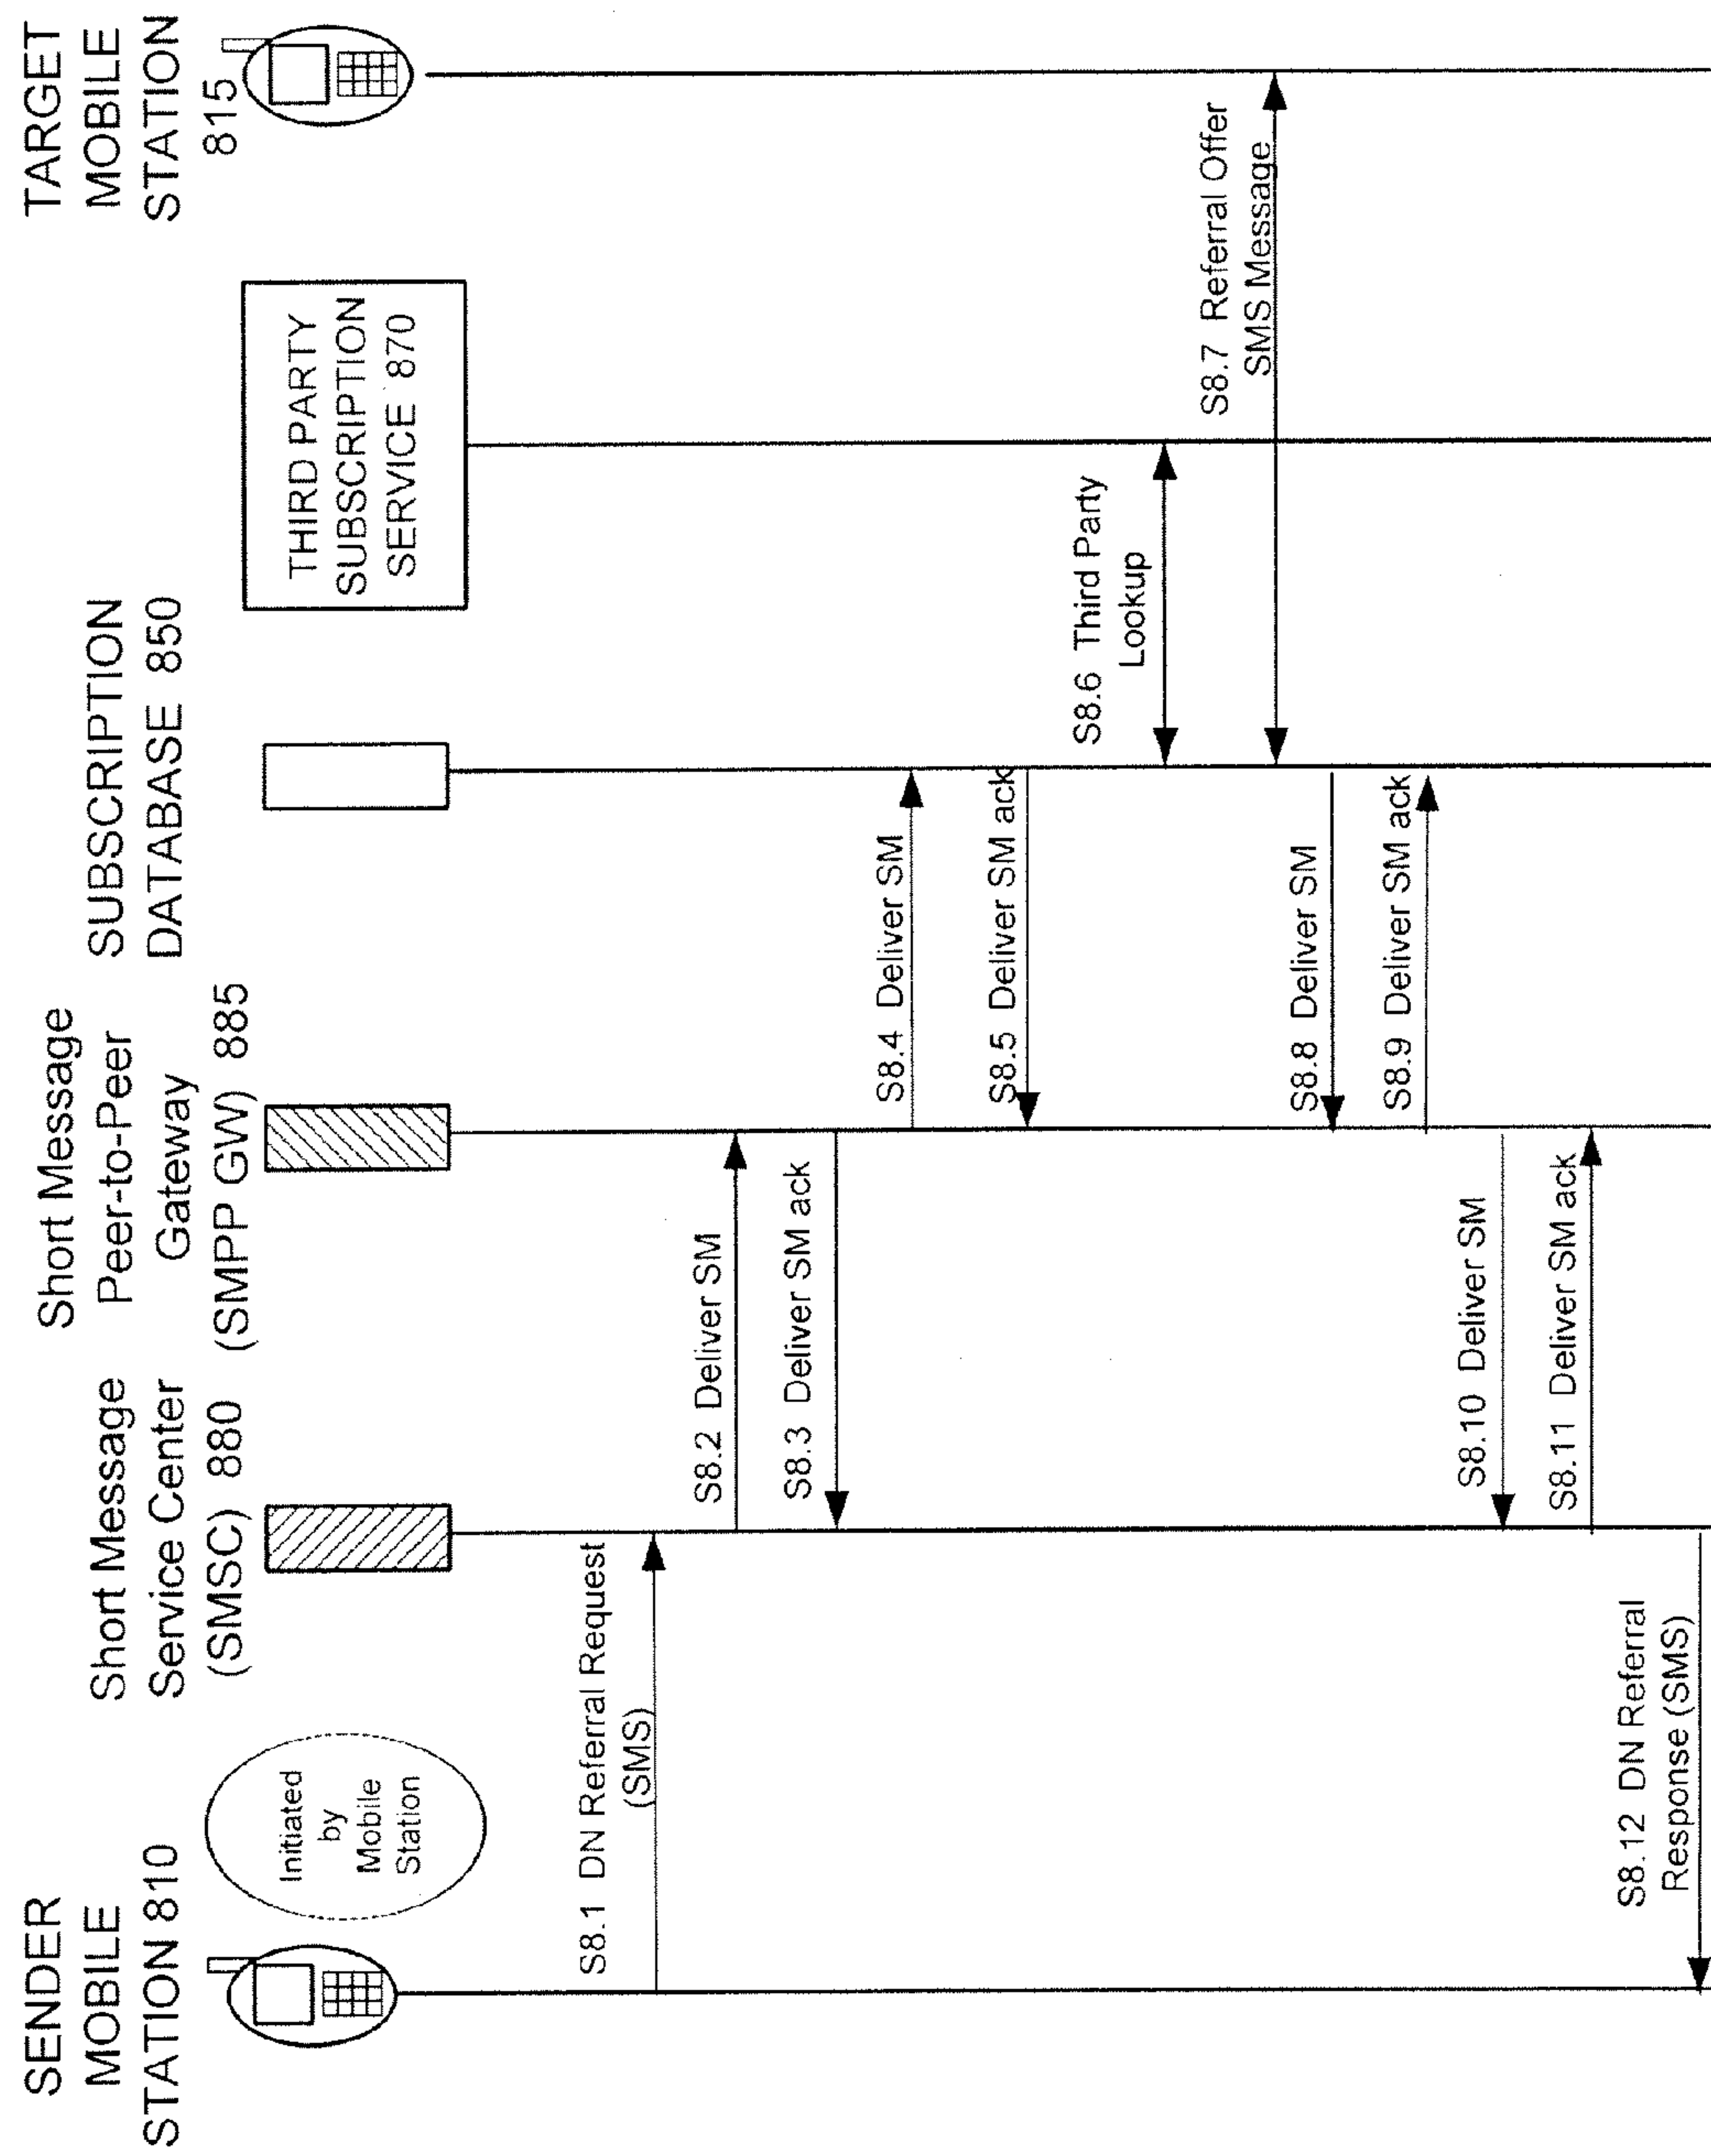 SENDER
MOBILE
STATION 810
Initiated
by
Mobile
Station
Short Message
Service Center
(SMSC) 880
Short Message
Peer-to-Peer
Gateway
(SMPP GW) 885
SUBSCRIPTION
DATABASE 850
THIRD PARTY
SUBSCRIPTION
SERVICE 870
TARGET
MOBILE
STATION
815
S8.1 DN Referral Request
(SMS)
S8.2 Deliver SM
S8.3 Deliver SM ack
S8.4 Deliver SM
S8.5 Deliver SM ack
S8.6 Third Party
Lookup
S8.7 Referral Offer
SMS Message
S8.8 Deliver SM
S8.9 Deliver SM ack
S8.10 Deliver SM
S8.11 Deliver SM ack
S8.12 DN Referral
Response (SMS)